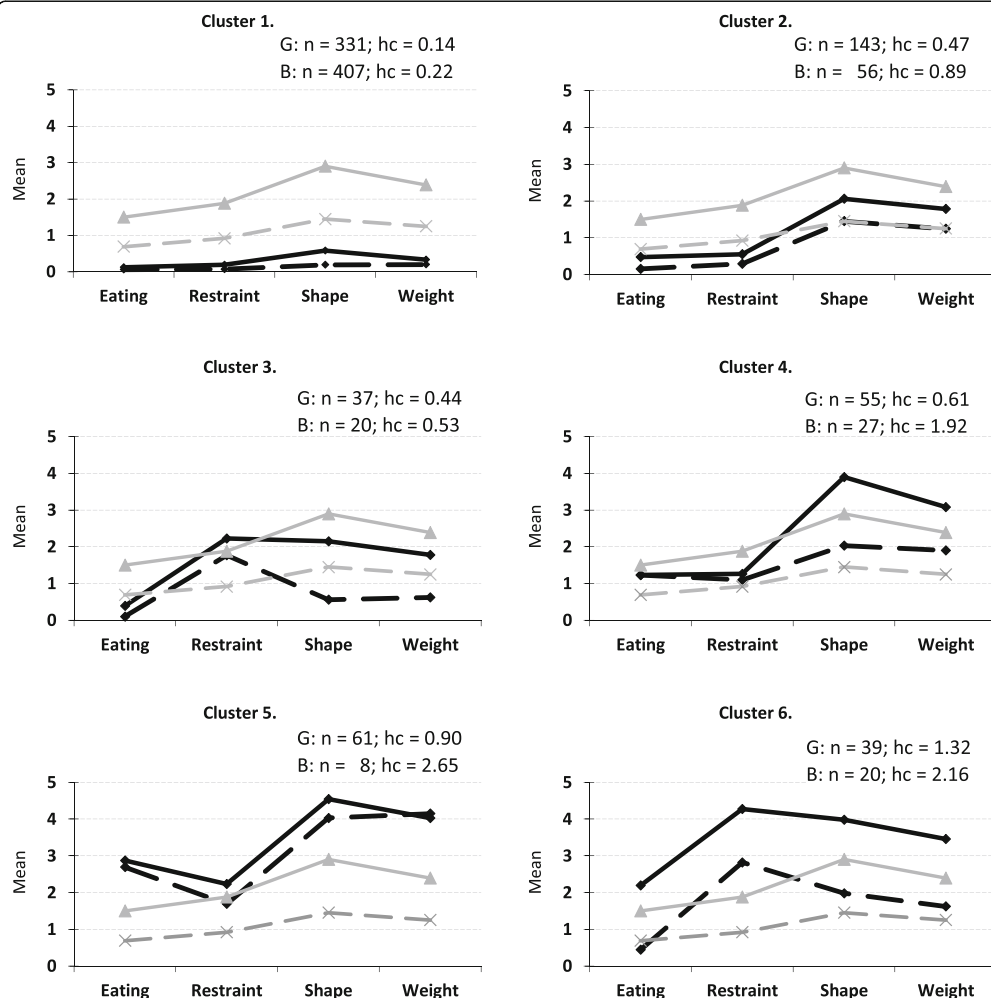 Cluster 1.
G: n = 331; hc = 0.14
B: n = 407; hc = 0.22
5
4
3
2
1
0
Mean
Eating Restraint Shape Weight
Cluster 2.
G: n = 143; hc = 0.47
B: n = 56; hc = 0.89
5
4
3
2
1
0
Mean
Eating Restraint Shape Weight
Cluster 3.
G: n = 37; hc = 0.44
B: n = 20; hc = 0.53
5
4
3
2
1
0
Mean
Eating Restraint Shape Weight
Cluster 4.
G: n = 55; hc = 0.61
B: n = 27; hc = 1.92
5
4
3
2
1
0
Mean
Eating Restraint Shape Weight
Cluster 5.
G: n = 61; hc = 0.90
B: n = 8; hc = 2.65
5
4
3
2
1
0
Mean
Eating Restraint Shape Weight
Cluster 6.
G: n = 39; hc = 1.32
B: n = 20; hc = 2.16
5
4
3
2
1
0
Mean
Eating Restraint Shape Weight